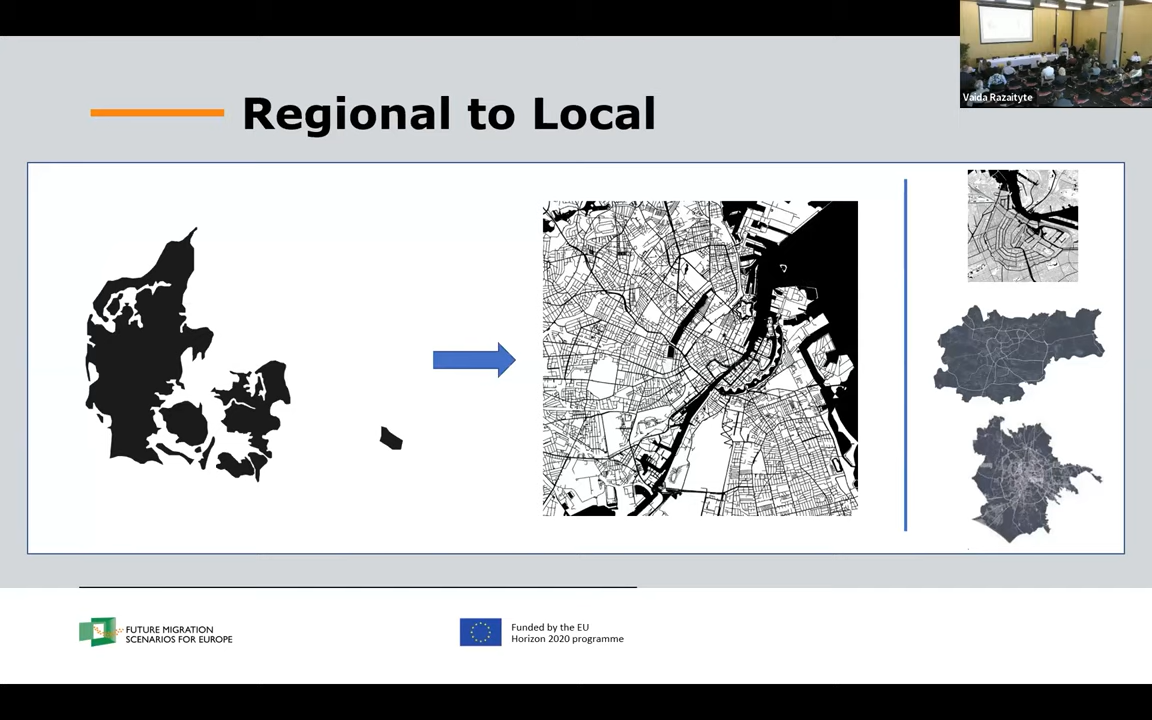 Vaida Razaityte
Regional to Local
FUTURE MIGRATION
SCENARIOS FOR EUROPE
Funded by the EU
Horizon 2020 programme